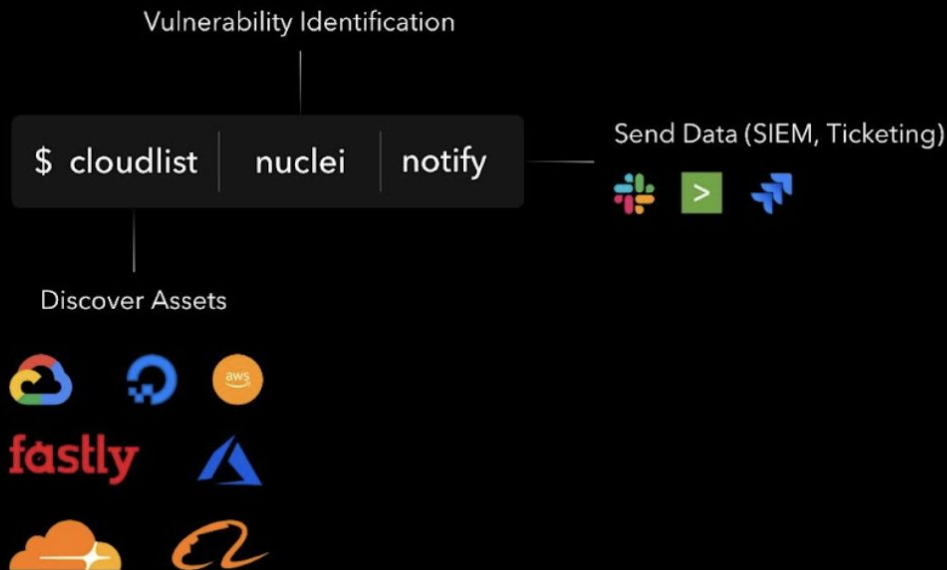 Vulnerability Identification
$ cloudlist | nuclei | notify
Send Data (SIEM, Ticketing)
>
Discover Assets
aws
fastly